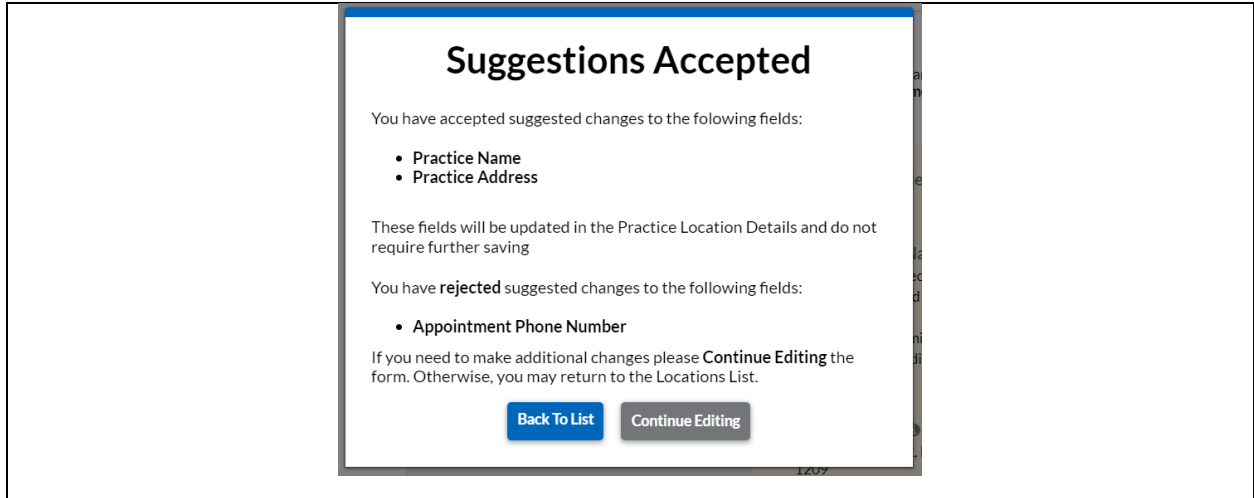 Suggestions Accepted
You have accepted suggested changes to the folowing fields:
• Practice Name
• Practice Address
These fields will be updated in the Practice Location Details and do not
require further saving
You have rejected suggested changes to the following fields:
• Appointment Phone Number
If you need to make additional changes please Continue Editing the
form. Otherwise, you may return to the Locations List.
Back To List
Continue Editing
1209